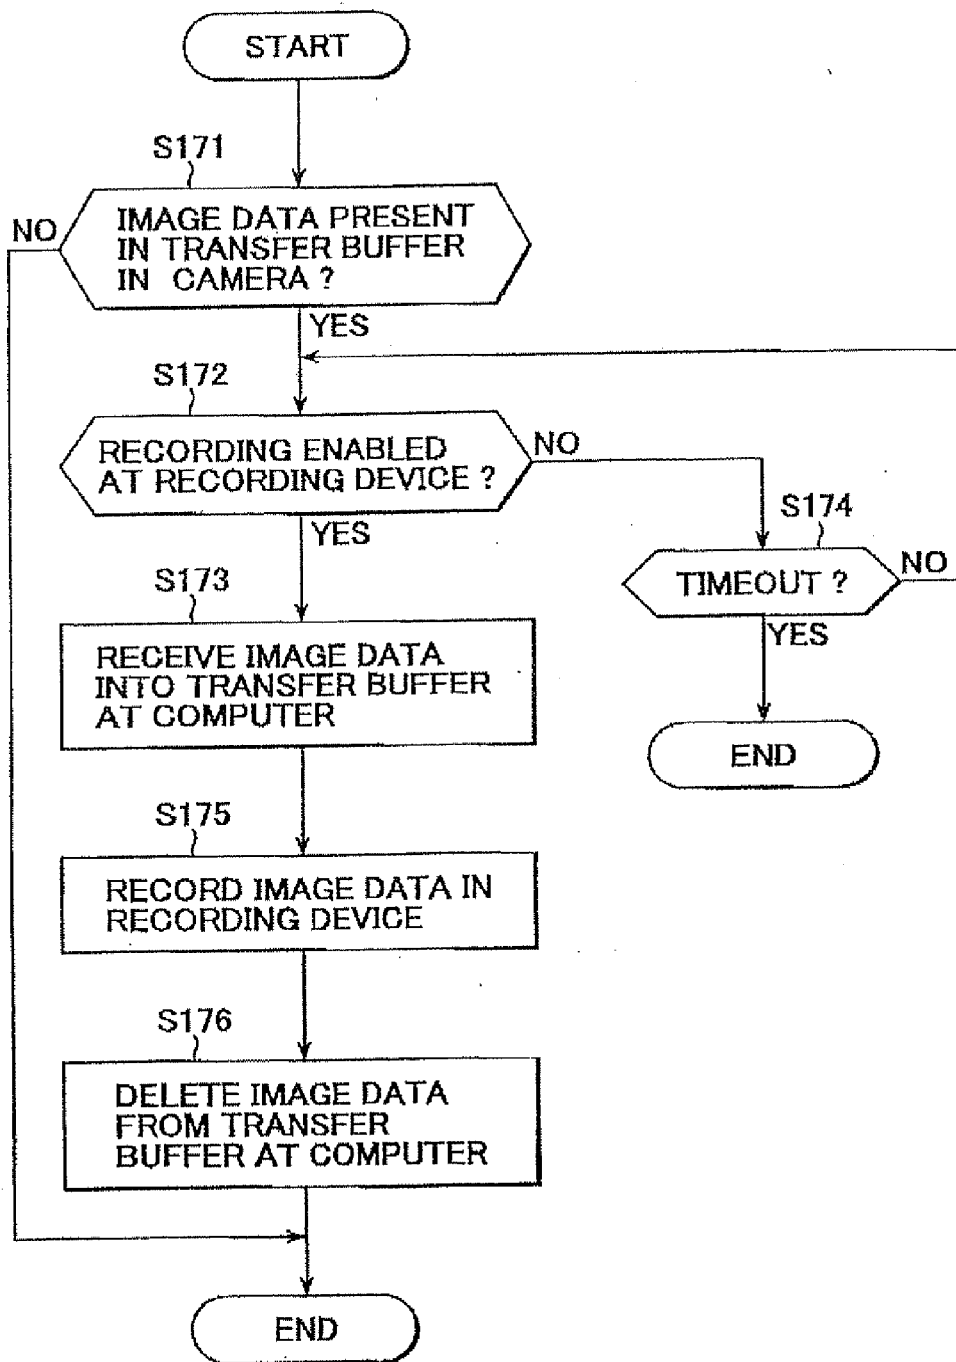 START
S171
NO
IMAGE DATA PRESENT
IN TRANSFER BUFFER
IN CAMERA ?
YES
S172
RECORDING ENABLED
AT RECORDING DEVICE ?
NO
YES
S174
TIMEOUT ?
NO
YES
END
S173
RECEIVE IMAGE DATA
INTO TRANSFER BUFFER
AT COMPUTER
S175
RECORD IMAGE DATA IN
RECORDING DEVICE
S176
DELETE IMAGE DATA
FROM TRANSFER
BUFFER AT COMPUTER
END